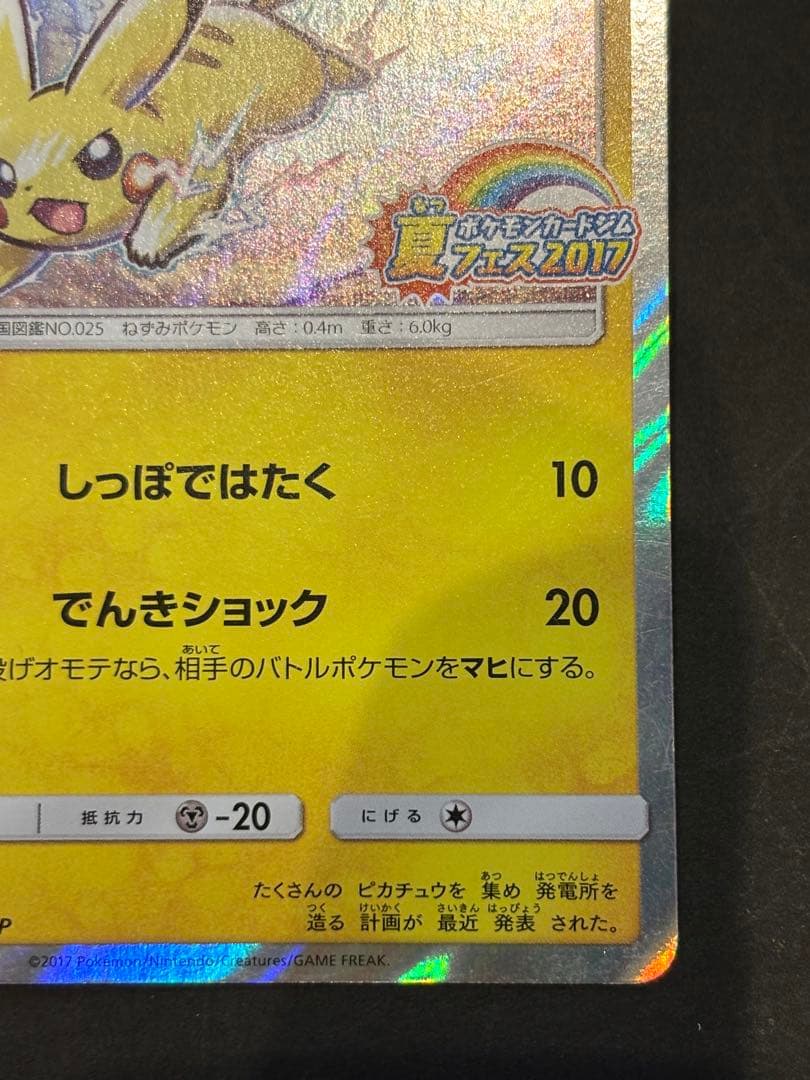 なつ
夏 ポケモンカードジム
フェス2017
国図鑑NO.025 ねずみポケモン 高さ:0.4m 重さ:6.0kg
しっぽではたく 10
でんきショック 20
あいて
投げオモテなら、相手のバトルポケモンをマヒにする。
抵抗力 -20 にげる
あつ はつでんしょ
たくさんの ピカチュウを 集め 発電所を
つく けいかく さいきん はっぴょう
造る 計画が 最近 発表 された。
P
©2017 Pokémon/Nintendo/Creatures/GAME FREAK.